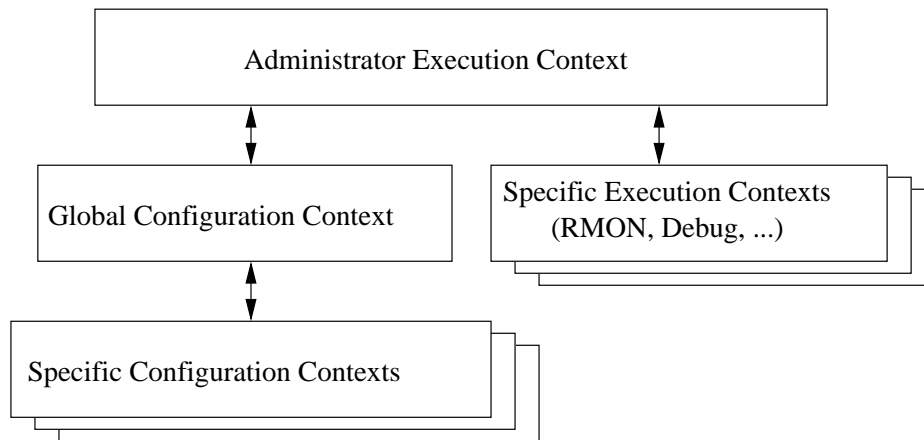 Administrator Execution Context
Global Configuration Context
Specific Execution Contexts
(RMON, Debug, ...)
Specific Configuration Contexts